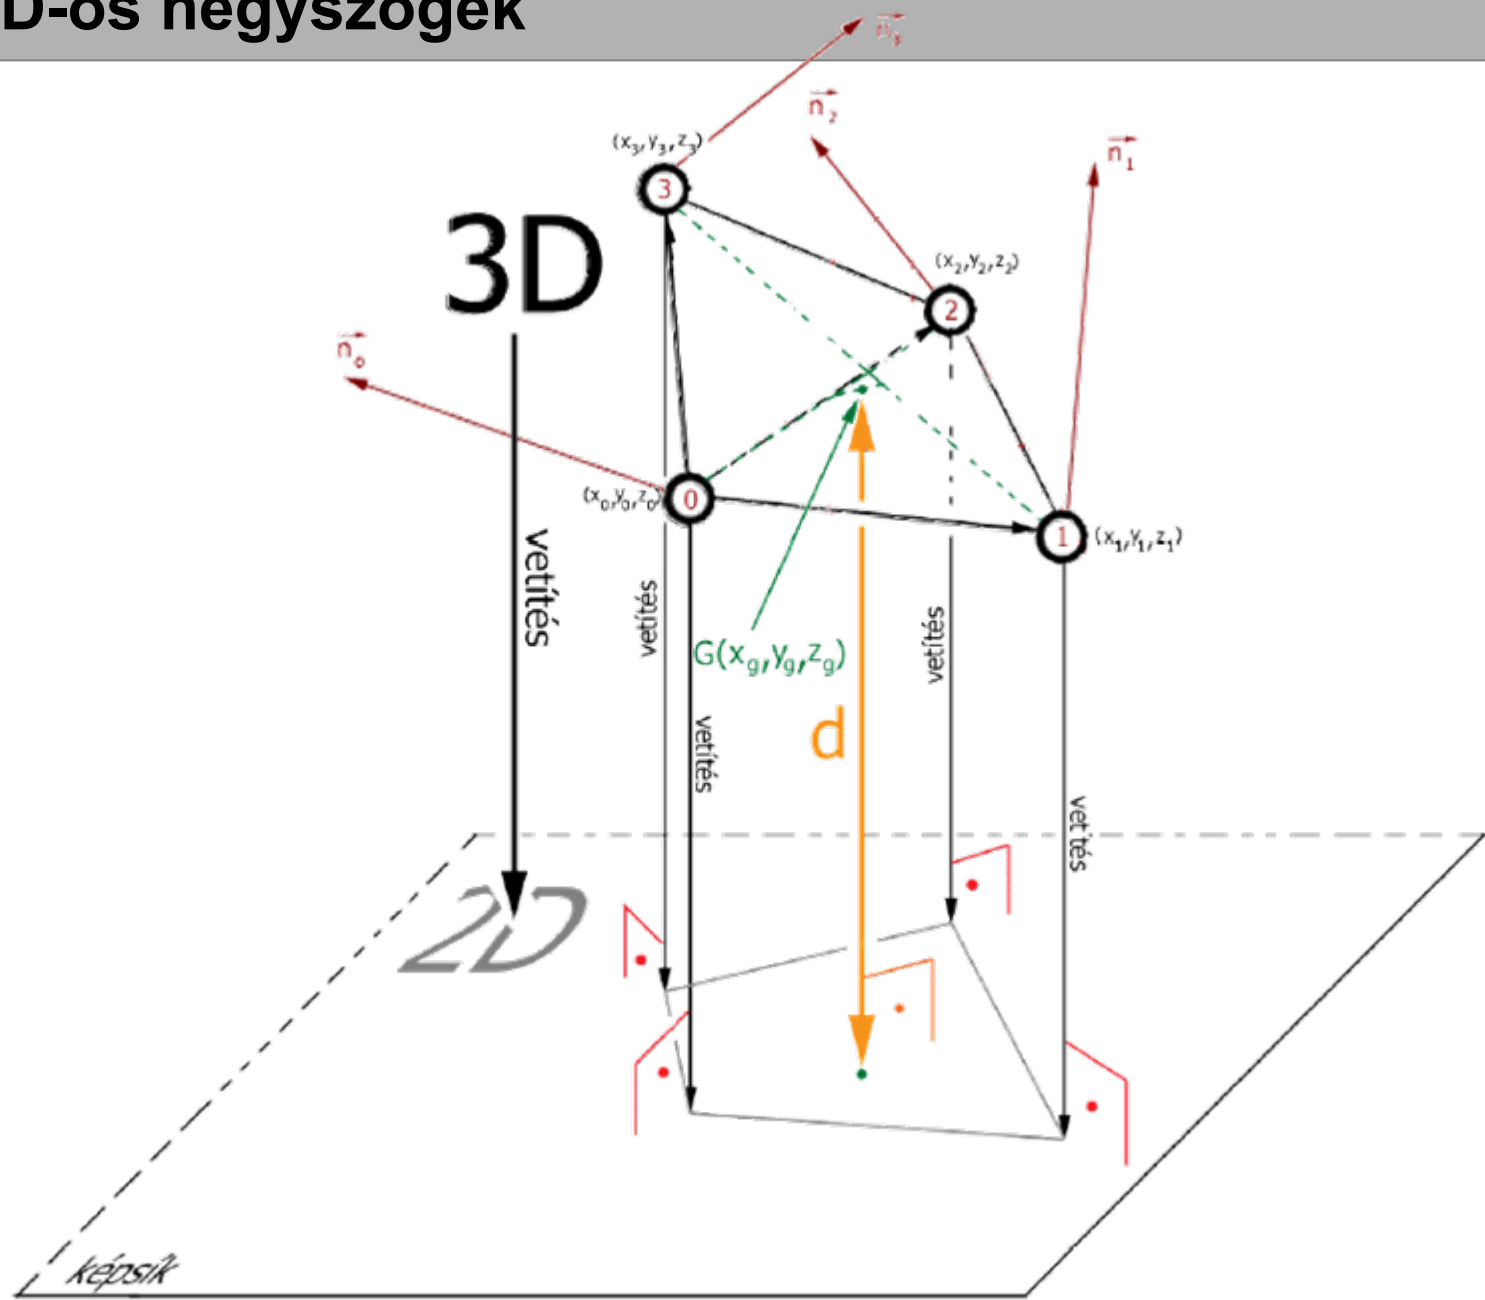 D-os négyszögek
n₃
n₂
n₁
(x₃,y₃,z₃)
3
3D
(x₂,y₂,z₂)
2
n₀
(x₀,y₀,z₀)
0
1
(x₁,y₁,z₁)
vetítés
vetítés
vetítés
G(xg,yg,zg)
d
vetítés
vetítés
2D
képsík